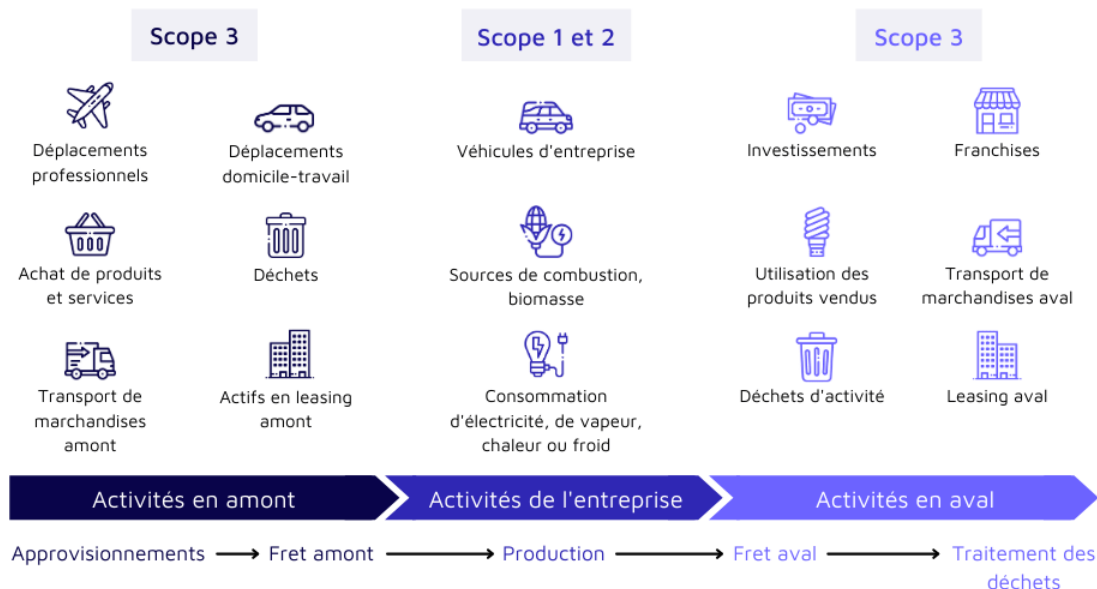 Scope 3
Scope 1 et 2
Scope 3
Déplacements
professionnels
Déplacements
domicile-travail
Véhicules d'entreprise
Investissements
Franchises
Achat de produits
et services
Déchets
Sources de combustion,
biomasse
Utilisation des
produits vendus
Transport de
marchandises aval
Transport de
marchandises
amont
Actifs en leasing
amont
Consommation
d'électricité, de vapeur,
chaleur ou froid
Déchets d'activité
Leasing aval
Activités en amont
Activités de l'entreprise
Activités en aval
Approvisionnements
Fret amont
Production
Fret aval
Traitement des
déchets